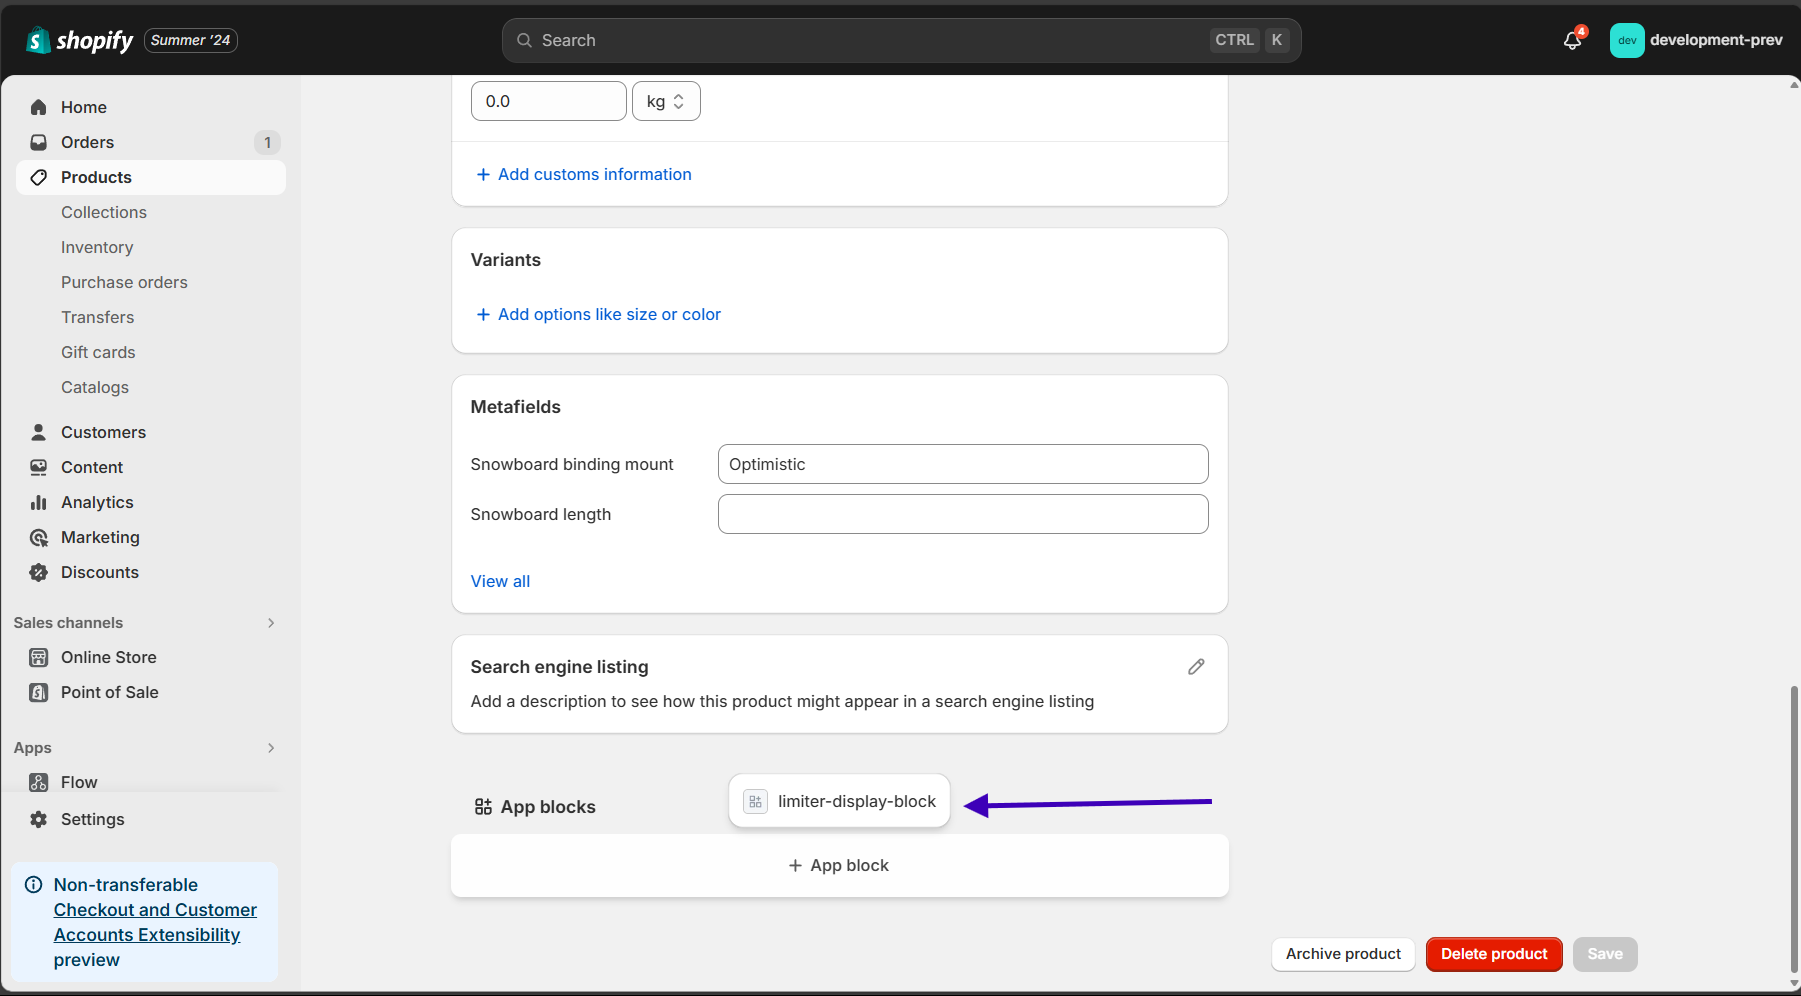 shopify Summer '24
Search CTRL K
4
dev development-prev
Home
Orders 1
Products
Collections
Inventory
Purchase orders
Transfers
Gift cards
Catalogs
Customers
Content
Analytics
Marketing
Discounts
Sales channels
Online Store
Point of Sale
Apps
Flow
Settings
Non-transferable
Checkout and Customer
Accounts Extensibility
preview
0.0 kg
+ Add customs information
Variants
+ Add options like size or color
Metafields
Snowboard binding mount Optimistic
Snowboard length
View all
Search engine listing
Add a description to see how this product might appear in a search engine listing
App blocks
limiter-display-block
+ App block
Archive product Delete product Save